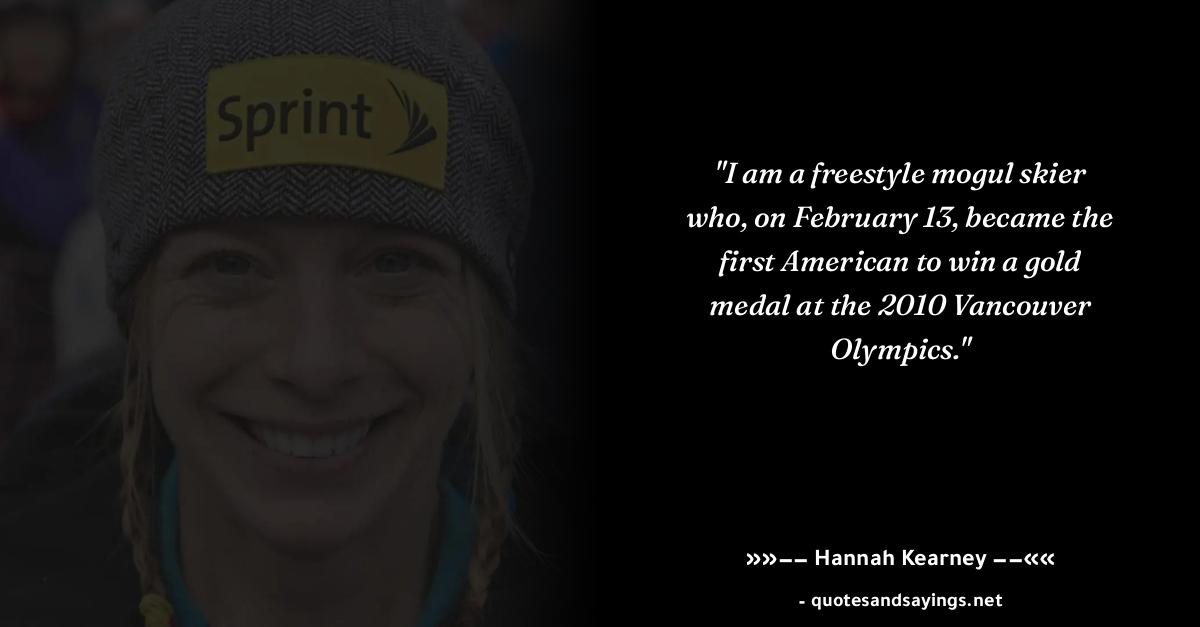 Sprint
"I am a freestyle mogul skier
who, on February 13, became the
first American to win a gold
medal at the 2010 Vancouver
Olympics."
»»−− Hannah Kearney −−««
- quotesandsayings.net